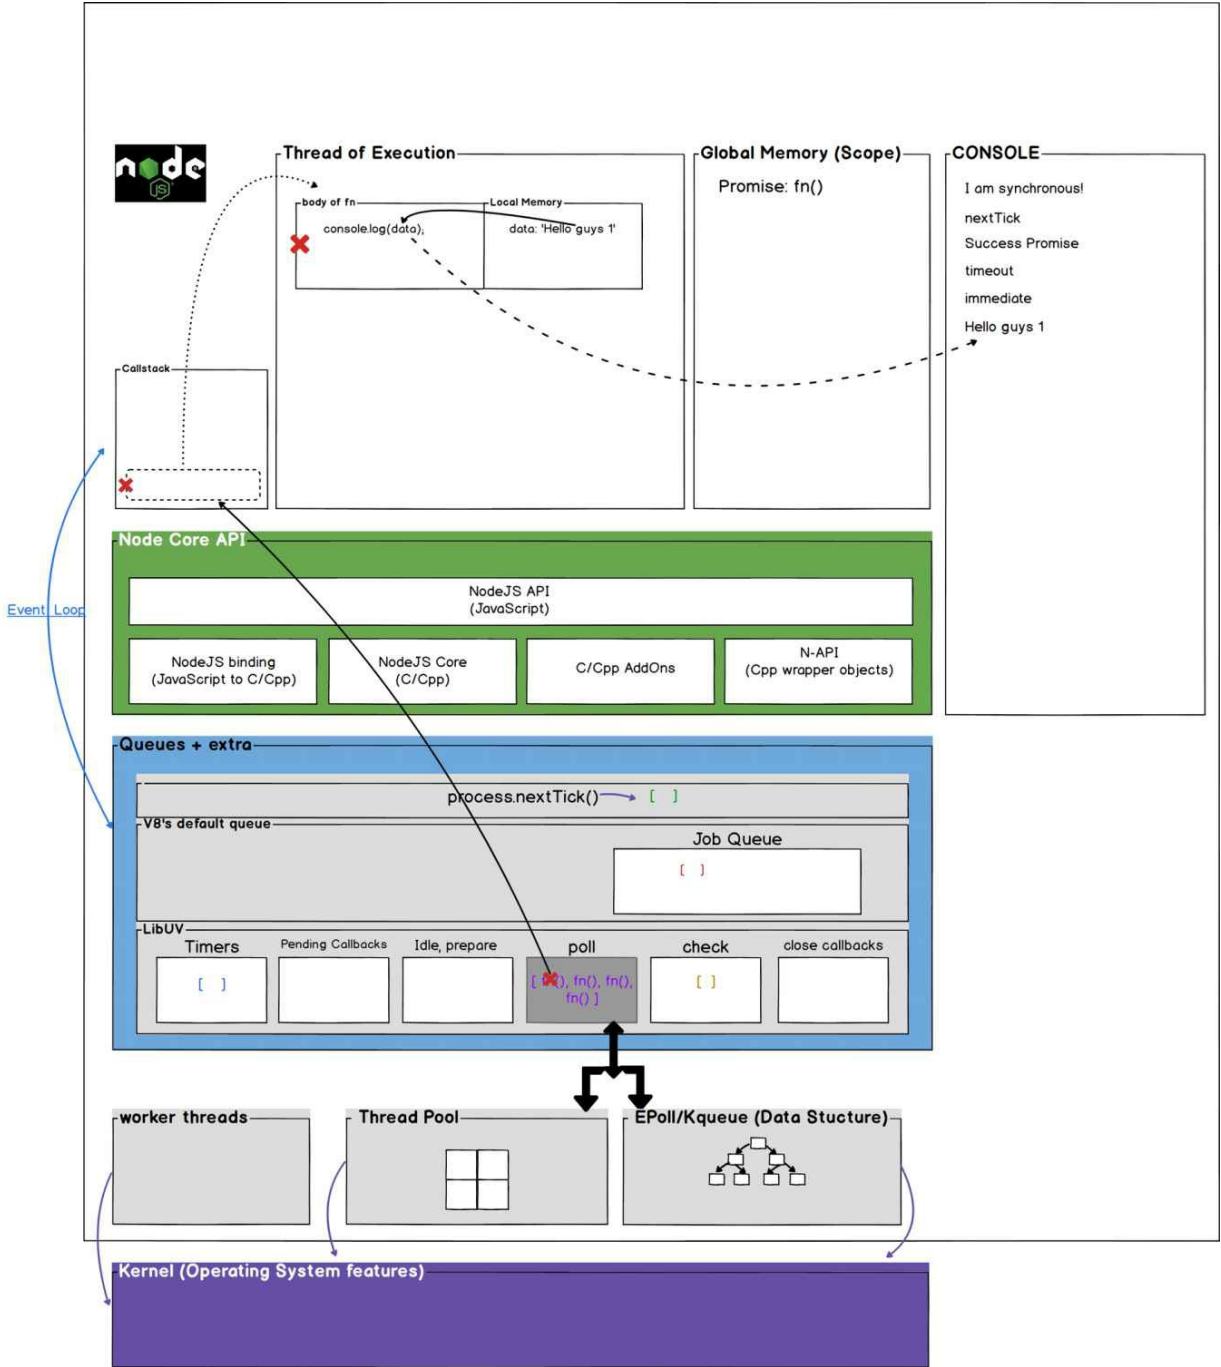 node
JS
Thread of Execution
body of fn
console.log(data);
Local Memory
data: 'Hello guys 1'
Global Memory (Scope)
Promise: fn()
CONSOLE
I am synchronous!
nextTick
Success Promise
timeout
immediate
Hello guys 1
Callstack
Event Loop
Node Core API
NodeJS API
(JavaScript)
NodeJS binding
(JavaScript to C/Cpp)
NodeJS Core
(C/Cpp)
C/Cpp AddOns
N-API
(Cpp wrapper objects)
Queues + extra
process.nextTick()
[ ]
V8's default queue
Job Queue
[ ]
LibUV
Timers
[ ]
Pending Callbacks
Idle, prepare
poll
[ fn(), fn(), fn(),
fn() ]
check
[ ]
close callbacks
worker threads
Thread Pool
EPoll/Kqueue (Data Stucture)
Kernel (Operating System features)